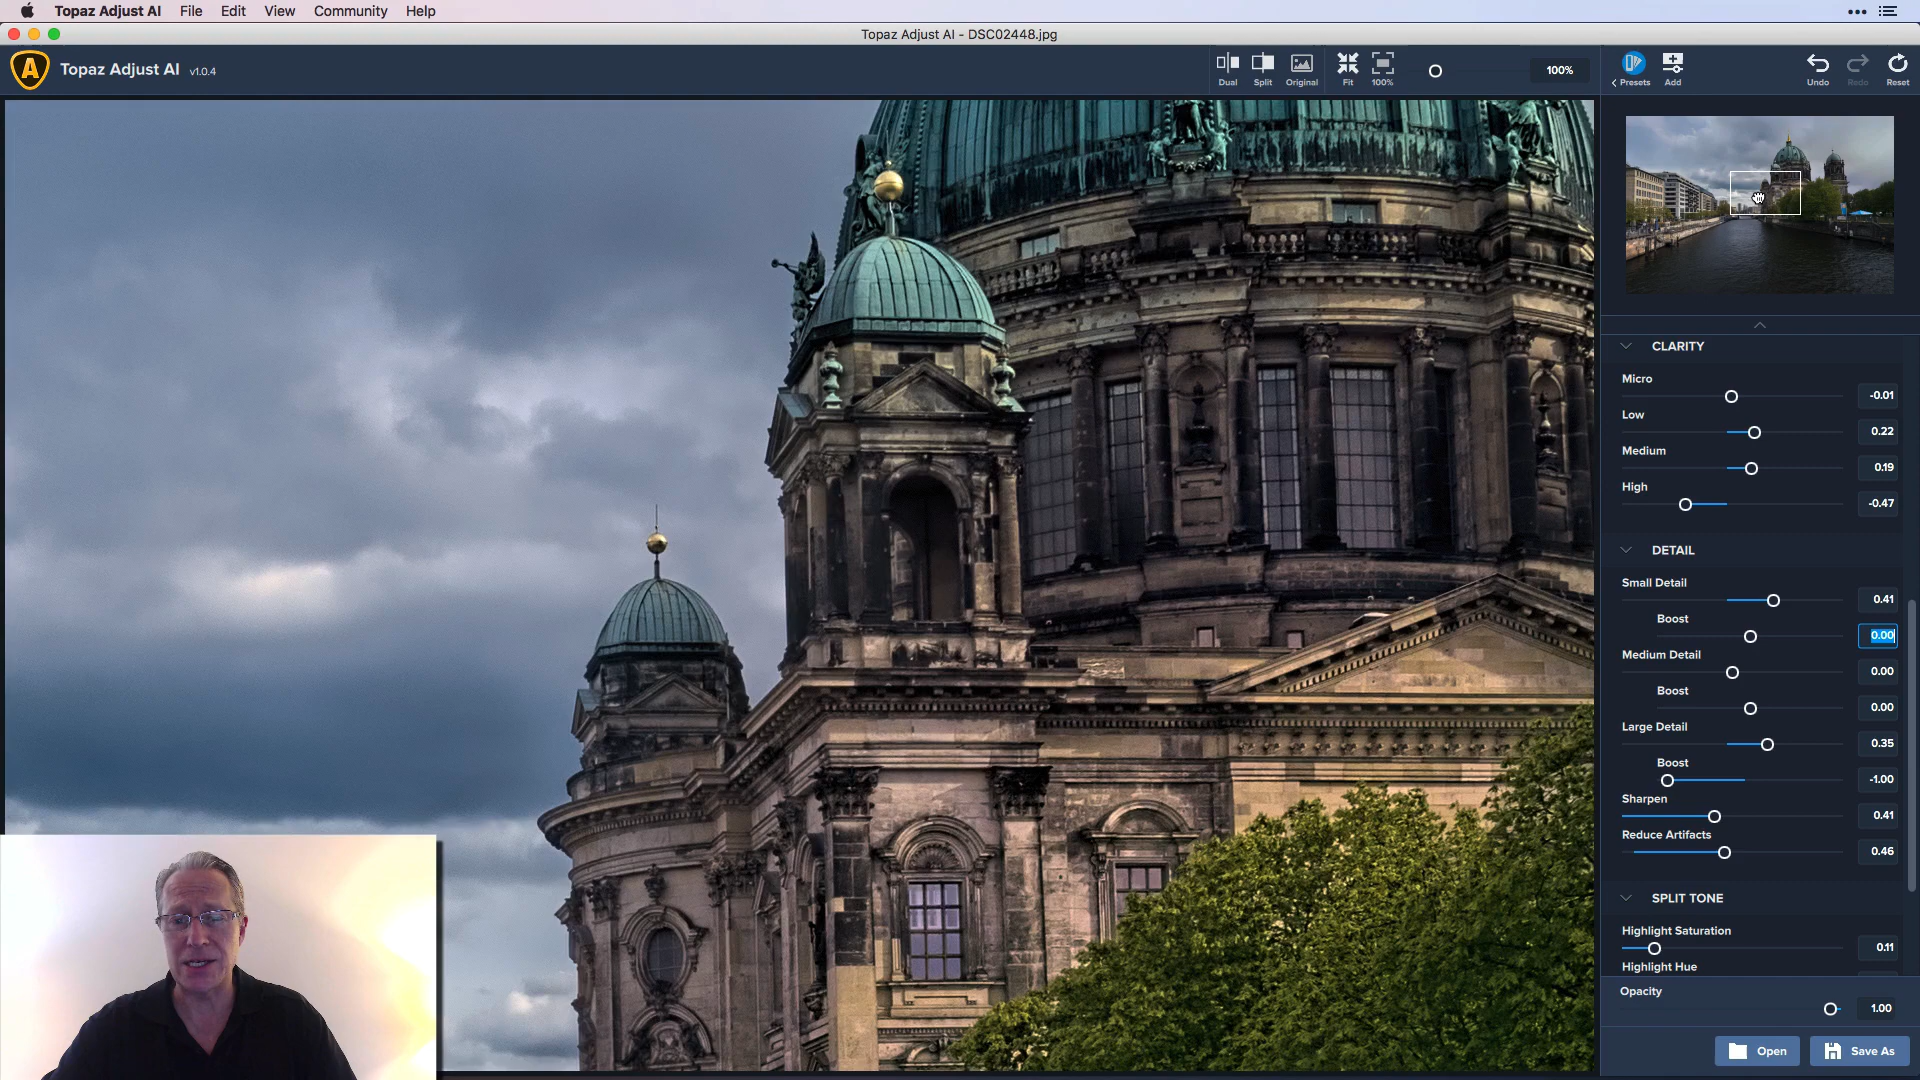 Topaz Adjust AI File Edit View Community Help
Topaz Adjust AI - DSC02448.jpg
Topaz Adjust AI v1.0.4
Dual Split Original Fit 100% 100% Presets Add Undo Redo Reset
CLARITY
Micro
-0.01
Low
0.22
Medium
0.19
High
-0.47
DETAIL
Small Detail
0.41
Boost
0.00
Medium Detail
0.00
Boost
0.00
Large Detail
0.35
Boost
-1.00
Sharpen
0.41
Reduce Artifacts
0.46
SPLIT TONE
Highlight Saturation
0.11
Highlight Hue
Opacity
1.00
Open Save As